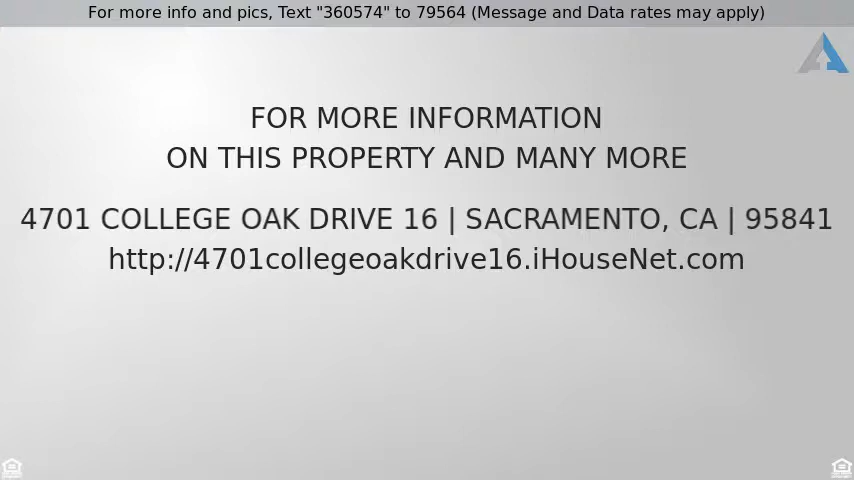 For more info and pics, Text "360574" to 79564 (Message and Data rates may apply)
FOR MORE INFORMATION
ON THIS PROPERTY AND MANY MORE
4701 COLLEGE OAK DRIVE 16 | SACRAMENTO, CA | 95841
http://4701collegeoakdrive16.iHouseNet.com